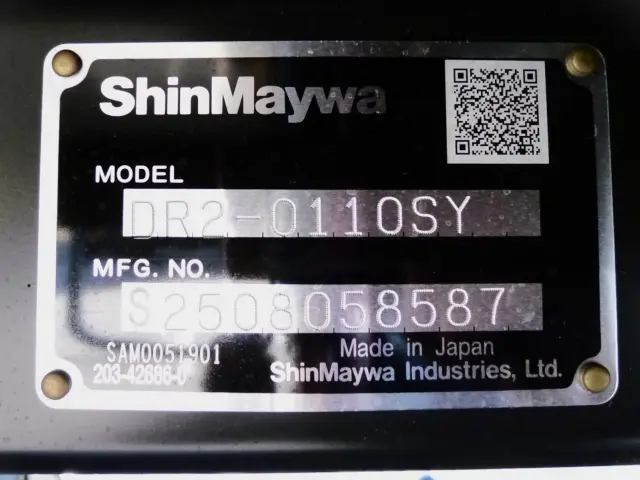 ShinMaywa
MODEL
DR2-0110SY
MFG. NO.
S2508058587
SAM0051901
Made in Japan
203-42686-0
ShinMaywa Industries, Ltd.